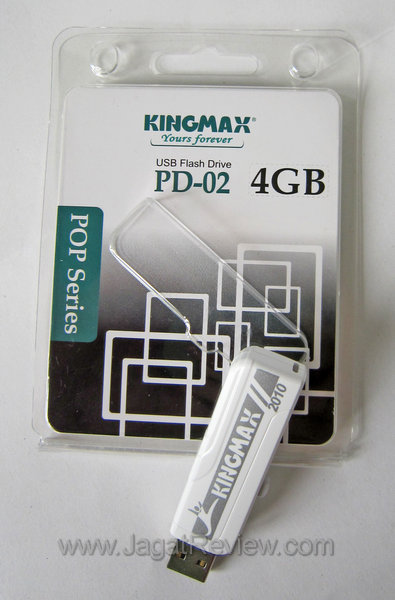 KINGMAX®
Yours forever
USB Flash Drive
PD-02 4GB
POP Series
KINGMAX 2010
www.JagatReview.com